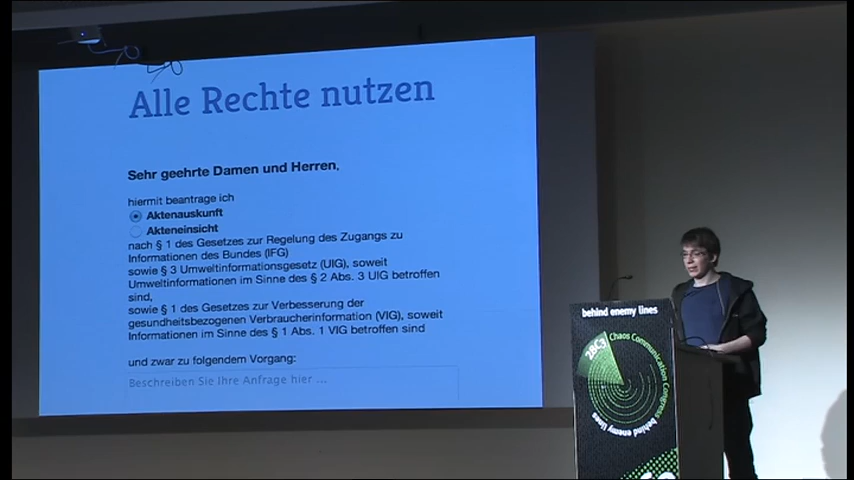 Alle Rechte nutzen
Sehr geehrte Damen und Herren,
hiermit beantrage ich
Aktenauskunft
Akteneinsicht
nach § 1 des Gesetzes zur Regelung des Zugangs zu
Informationen des Bundes (IFG)
sowie § 3 Umweltinformationsgesetz (UIG), soweit
Umweltinformationen im Sinne des § 2 Abs. 3 UIG betroffen
sind,
sowie § 1 des Gesetzes zur Verbesserung der
gesundheitsbezogenen Verbraucherinformation (VIG), soweit
Informationen im Sinne des § 1 Abs. 1 VIG betroffen sind
und zwar zu folgendem Vorgang:
Beschreiben Sie Ihre Anfrage hier ...
behind enemy lines
28C3
Chaos Communication Congress
behind enemy lines